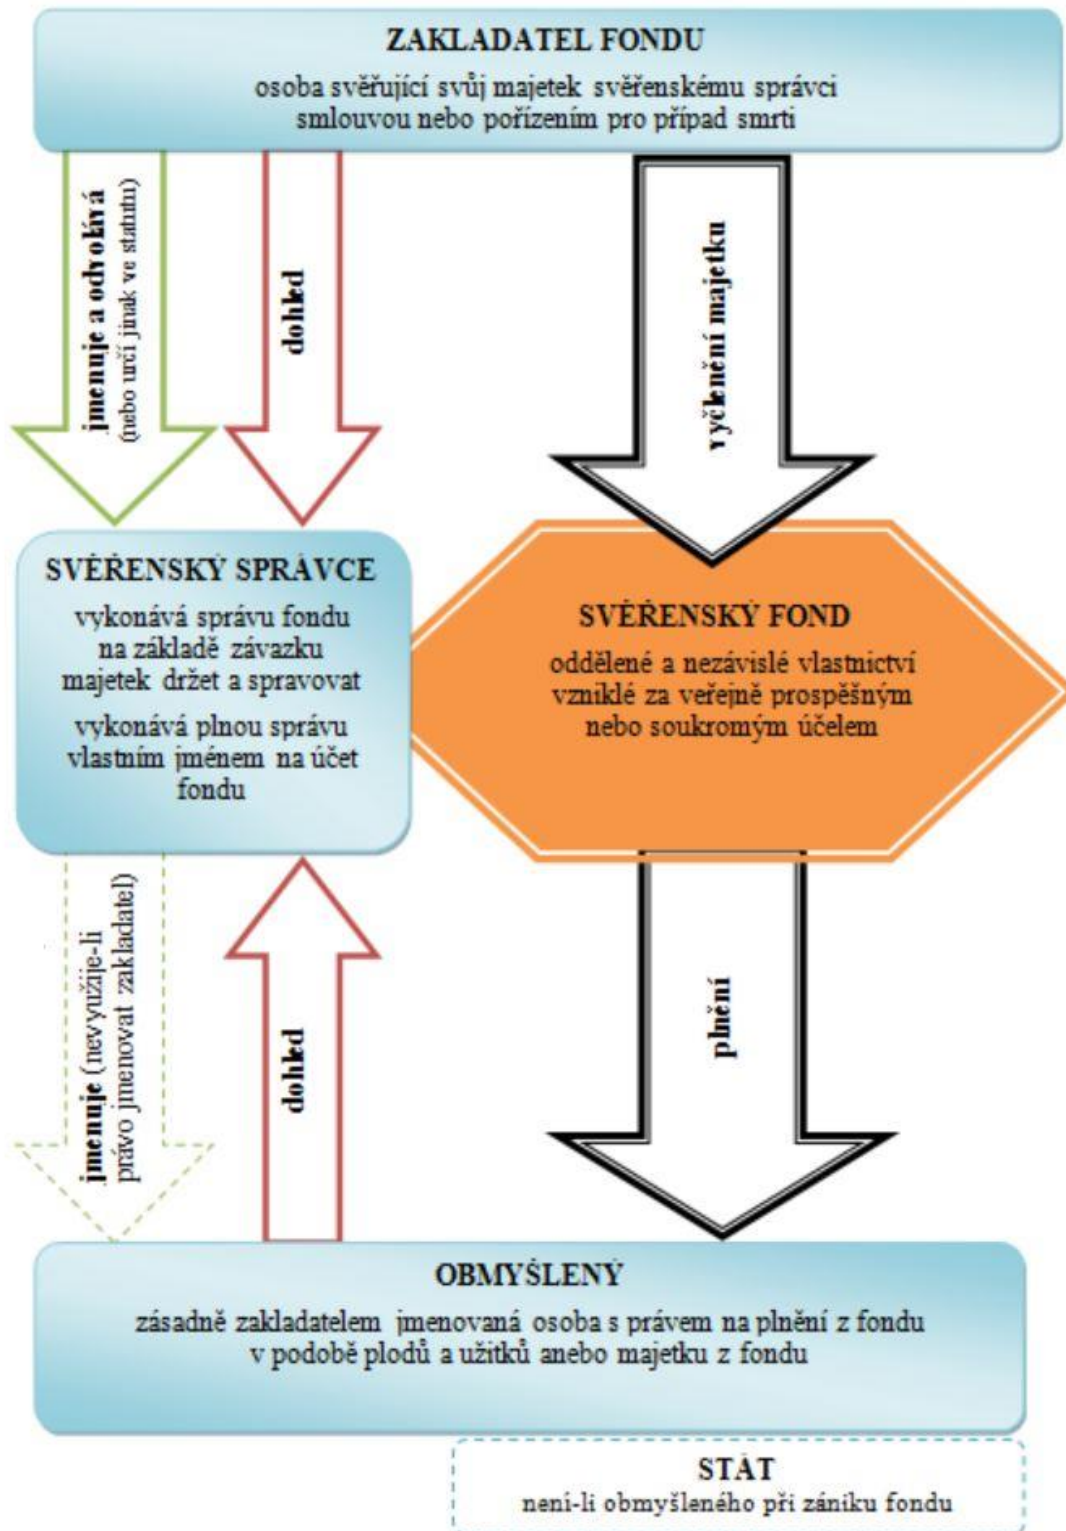 ZAKLADATEL FONDU
osoba svěřující svůj majetek svěřenskému správci
smlouvou nebo pořízením pro případ smrti
jmenuje a odvolává
(nebo určí jinak ve statutu)
dohled
vyčlenění majetku
SVĚŘENSKÝ SPRÁVCE
vykonává správu fondu
na základě závazku
majetek držet a spravovat
vykonává plnou správu
vlastním jménem na účet
fondu
SVĚŘENSKÝ FOND
oddělené a nezávislé vlastnictví
vzniklé za veřejně prospěšným
nebo soukromým účelem
jmenuje (nevyužije-li
právo jmenovat zakladatel)
dohled
plnění
OBMYŠLENÝ
zásadně zakladatelem jmenovaná osoba s právem na plnění z fondu
v podobě plodů a užitků anebo majetku z fondu
STÁT
není-li obmyšleného při zániku fondu